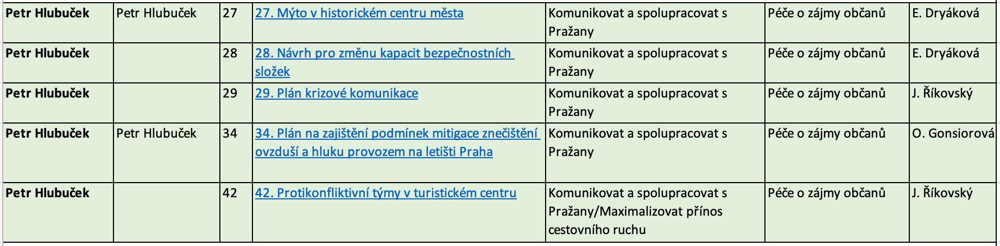 Petr Hlubuček Petr Hlubuček 27 27. Mýto v historickém centru města Komunikovat a spolupracovat s Péče o zájmy občanů E. Dryáková
Pražany
Petr Hlubuček 28 28. Návrh pro změnu kapacit bezpečnostních Komunikovat a spolupracovat s Péče o zájmy občanů E. Dryáková
složek Pražany
Petr Hlubuček 29 29. Plán krizové komunikace Komunikovat a spolupracovat s Péče o zájmy občanů J. Říkovský
Pražany
Petr Hlubuček Petr Hlubuček 34 34. Plán na zajištění podmínek mitigace znečištění Komunikovat a spolupracovat s Péče o zájmy občanů O. Gonsiorová
ovzduší a hluku provozem na letišti Praha Pražany
Petr Hlubuček 42 42. Protikonfliktivní týmy v turistickém centru Komunikovat a spolupracovat s Péče o zájmy občanů J. Říkovský
Pražany/Maximalizovat přínos
cestovního ruchu